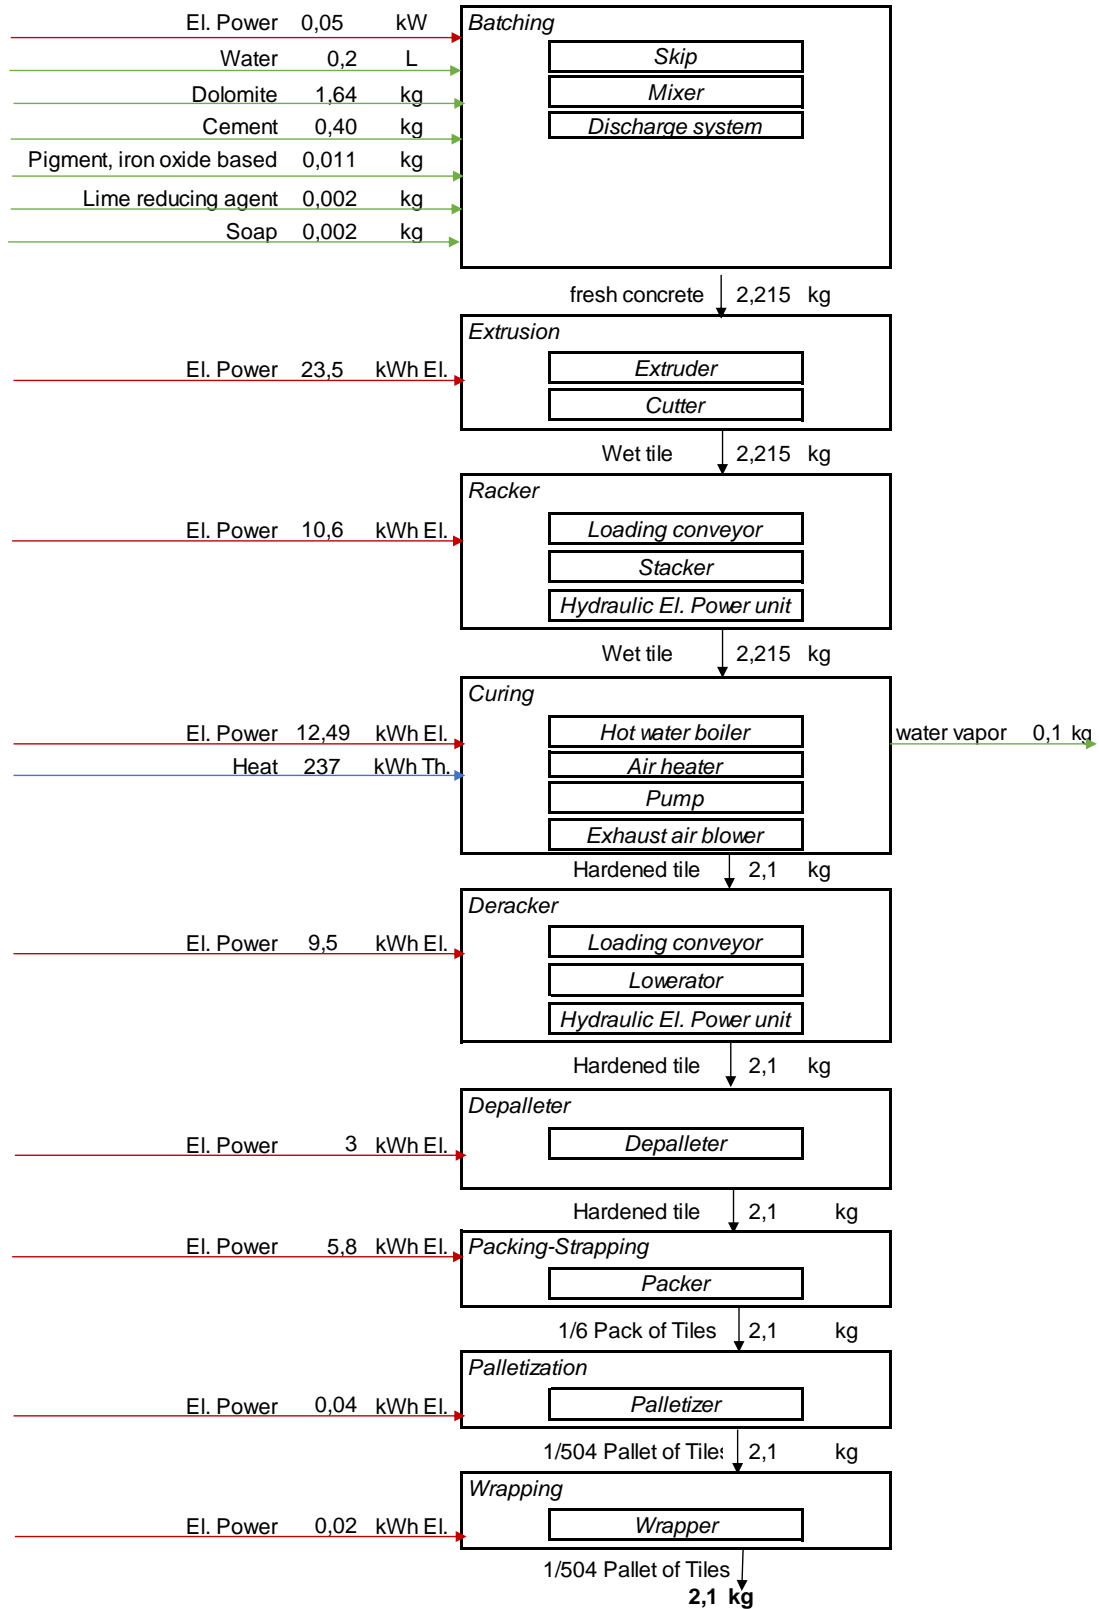 El. Power 0,05 kW
Batching
Water 0,2 L
Skip
Dolomite 1,64 kg
Mixer
Cement 0,40 kg
Discharge system
Pigment, iron oxide based 0,011 kg
Lime reducing agent 0,002 kg
Soap 0,002 kg
fresh concrete 2,215 kg
Extrusion
El. Power 23,5 kWh El.
Extruder
Cutter
Wet tile 2,215 kg
Racker
El. Power 10,6 kWh El.
Loading conveyor
Stacker
Hydraulic El. Power unit
Wet tile 2,215 kg
Curing
El. Power 12,49 kWh El.
Hot water boiler
water vapor 0,1 kg
Heat 237 kWh Th.
Air heater
Pump
Exhaust air blower
Hardened tile 2,1 kg
Deracker
El. Power 9,5 kWh El.
Loading conveyor
Lowerator
Hydraulic El. Power unit
Hardened tile 2,1 kg
Depalleter
El. Power 3 kWh El.
Depalleter
Hardened tile 2,1 kg
El. Power 5,8 kWh El.
Packing-Strapping
Packer
1/6 Pack of Tiles 2,1 kg
Palletization
El. Power 0,04 kWh El.
Palletizer
1/504 Pallet of Tiles 2,1 kg
Wrapping
El. Power 0,02 kWh El.
Wrapper
1/504 Pallet of Tiles
2,1 kg